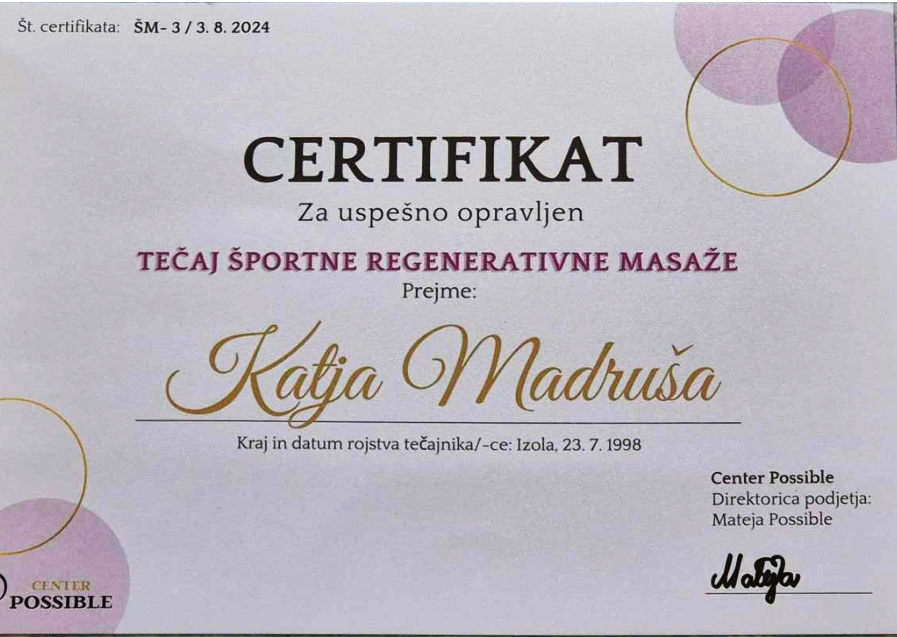 Št. certifikata: ŠM- 3 / 3. 8. 2024
CERTIFIKAT
Za uspešno opravljen
TEČAJ ŠPORTNE REGENERATIVNE MASAŽE
Prejme:
Katja Madruša
Kraj in datum rojstva tečajnika/-ce: Izola, 23. 7. 1998
Center Possible
Direktorica podjetja:
Mateja Possible
Mateja
CENTER
POSSIBLE